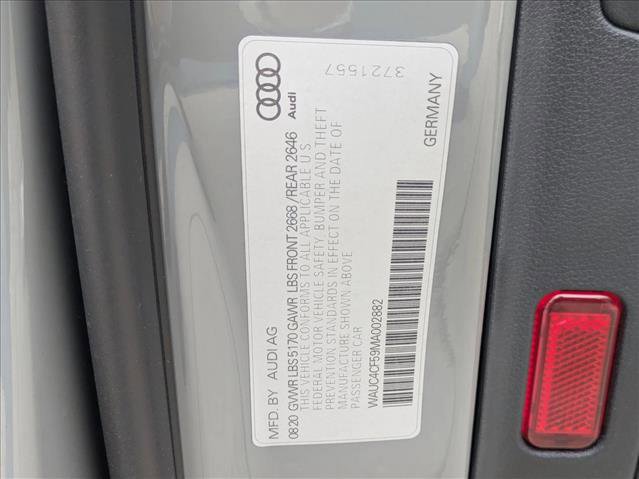 MFD. BY AUDI AG
0820 GVWR LBS 5170 GAWR LBS FRONT 2668 / REAR 2646
THIS VEHICLE CONFORMS TO ALL APPLICABLE U S
FEDERAL MOTOR VEHICLE SAFETY, BUMPER AND THEFT
PREVENTION STANDARDS IN EFFECT ON THE DATE OF
MANUFACTURE SHOWN ABOVE
PASSENGER CAR
WAUC4CF59MA002882
Audi
GERMANY
3721557